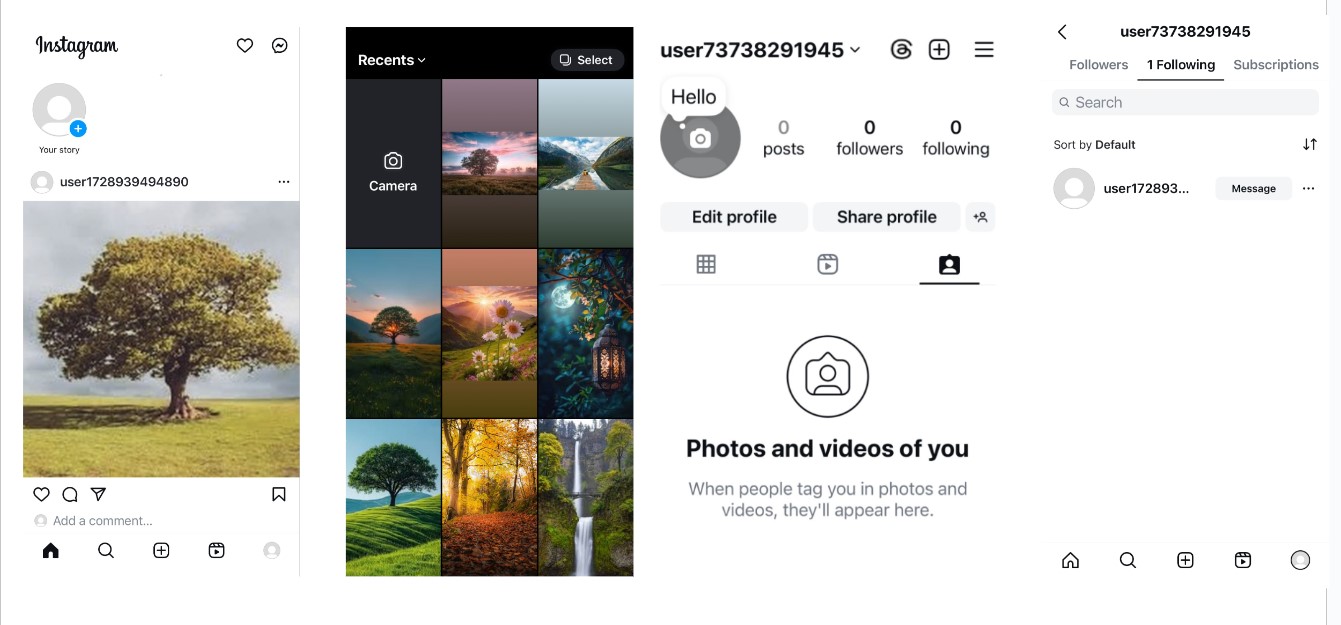 Instagram
Your story
user1728939494890
Add a comment...
Recents
Select
Camera
user73738291945
Hello
0 0 0
posts followers following
Edit profile Share profile
Photos and videos of you
When people tag you in photos and
videos, they'll appear here.
user73738291945
Followers 1 Following Subscriptions
Search
Sort by Default
user172893... Message